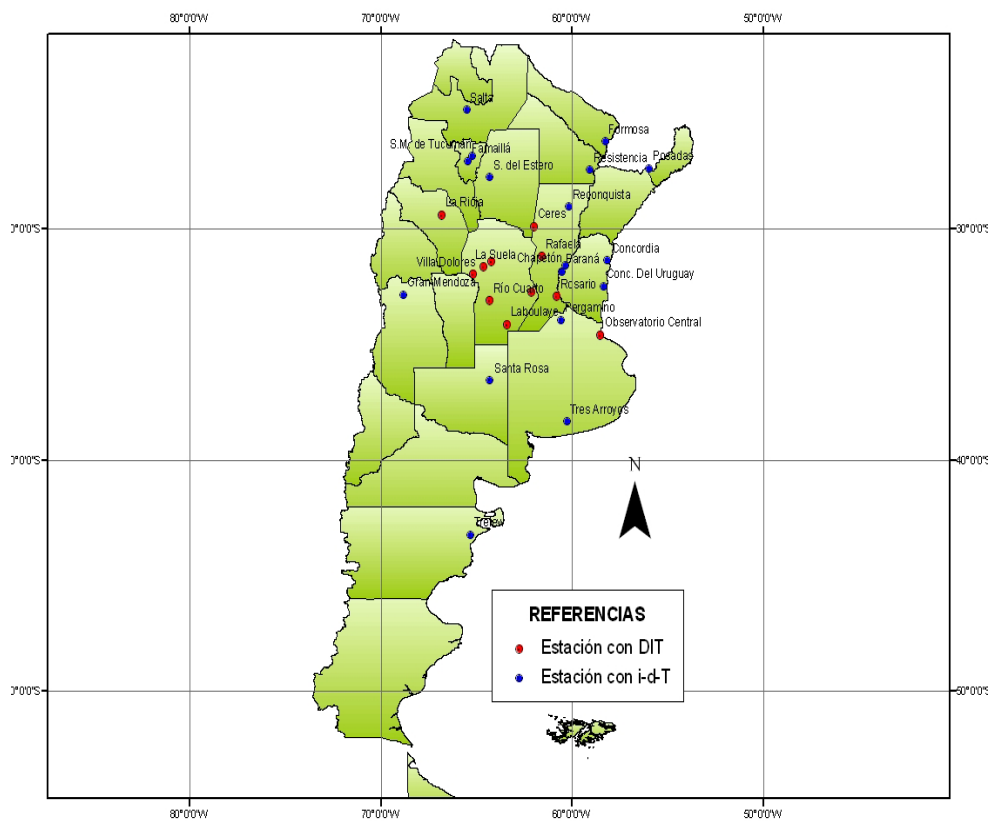 80°0'0"W 70°0'0"W 60°0'0"W 50°0'0"W
Salta
Formosa
S.M. de Tucumán
Famaillá
Resistencia
Posadas
S. del Estero
La Rioja
Reconquista
Ceres
30°0'0"S
Rafaela
Concordia
La Suela
Chapetón
Paraná
Villa Dolores
Conc. Del Uruguay
Gran Mendoza
Río Cuarto
Rosario
Laboulaye
Pergamino
Observatorio Central
Santa Rosa
Tres Arroyos
40°0'0"S
N
Trelew
REFERENCIAS
Estación con DIT
Estación con i-d-T
50°0'0"S
80°0'0"W 70°0'0"W 60°0'0"W 50°0'0"W